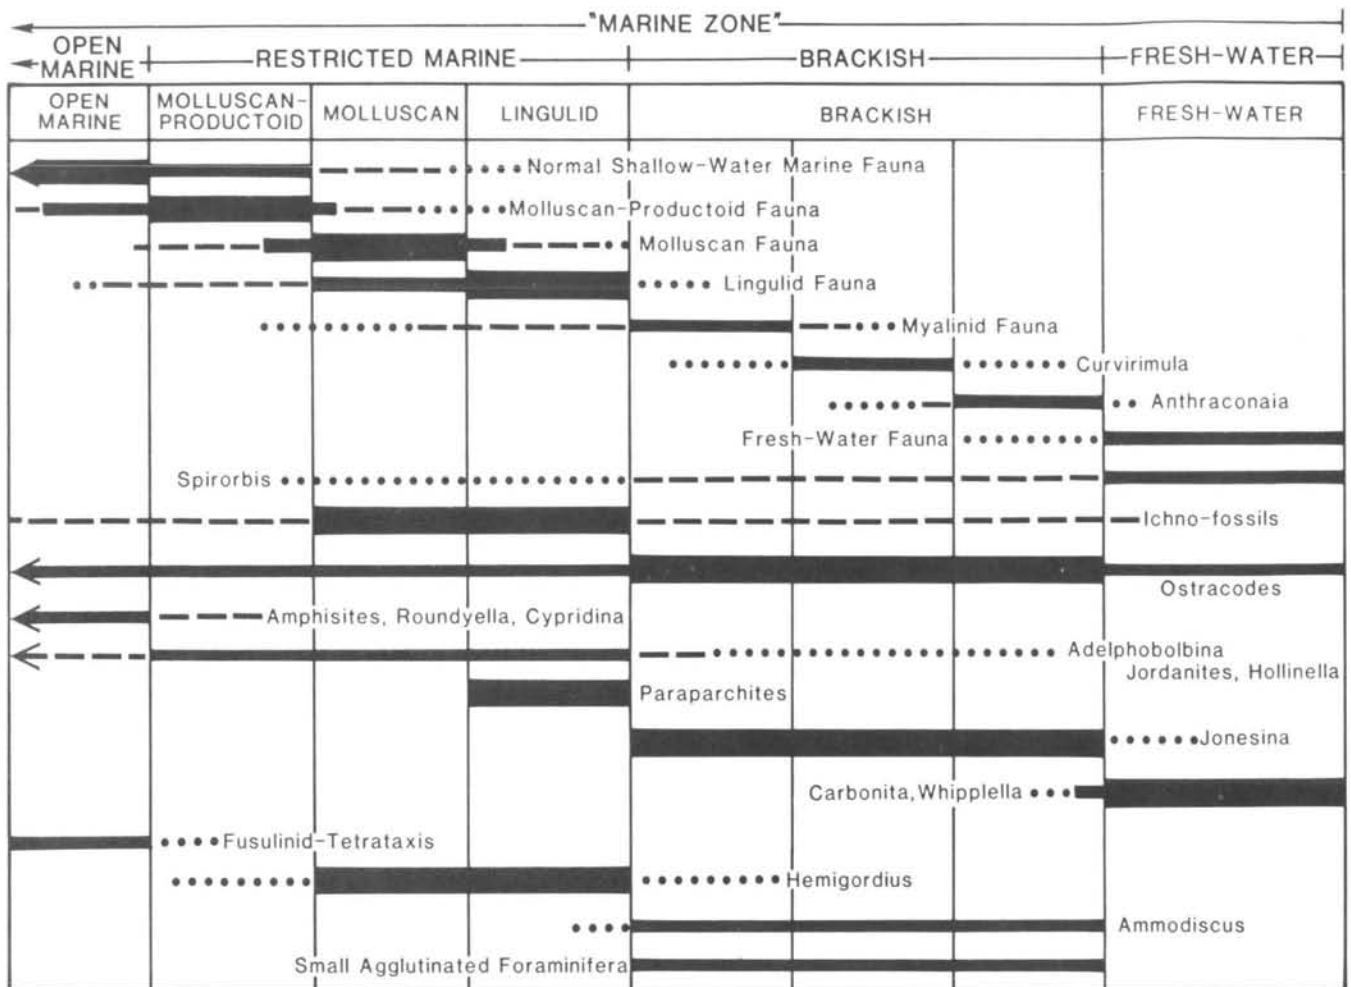 "MARINE ZONE"
OPEN
MARINE
RESTRICTED MARINE
BRACKISH
FRESH-WATER
OPEN
MARINE
MOLLUSCAN-
PRODUCTOID
MOLLUSCAN
LINGULID
BRACKISH
FRESH-WATER
Normal Shallow-Water Marine Fauna
Molluscan-Productoid Fauna
Molluscan Fauna
Lingulid Fauna
Myalinid Fauna
Curvirimula
Anthraconaia
Fresh-Water Fauna
Spirorbis
Ichno-fossils
Ostracodes
Amphisites, Roundyella, Cypridina
Adelphobolbina
Jordanites, Hollinella
Paraparchites
Jonesina
Carbonita, Whipplella
Fusulinid-Tetrataxis
Hemigordius
Ammodiscus
Small Agglutinated Foraminifera